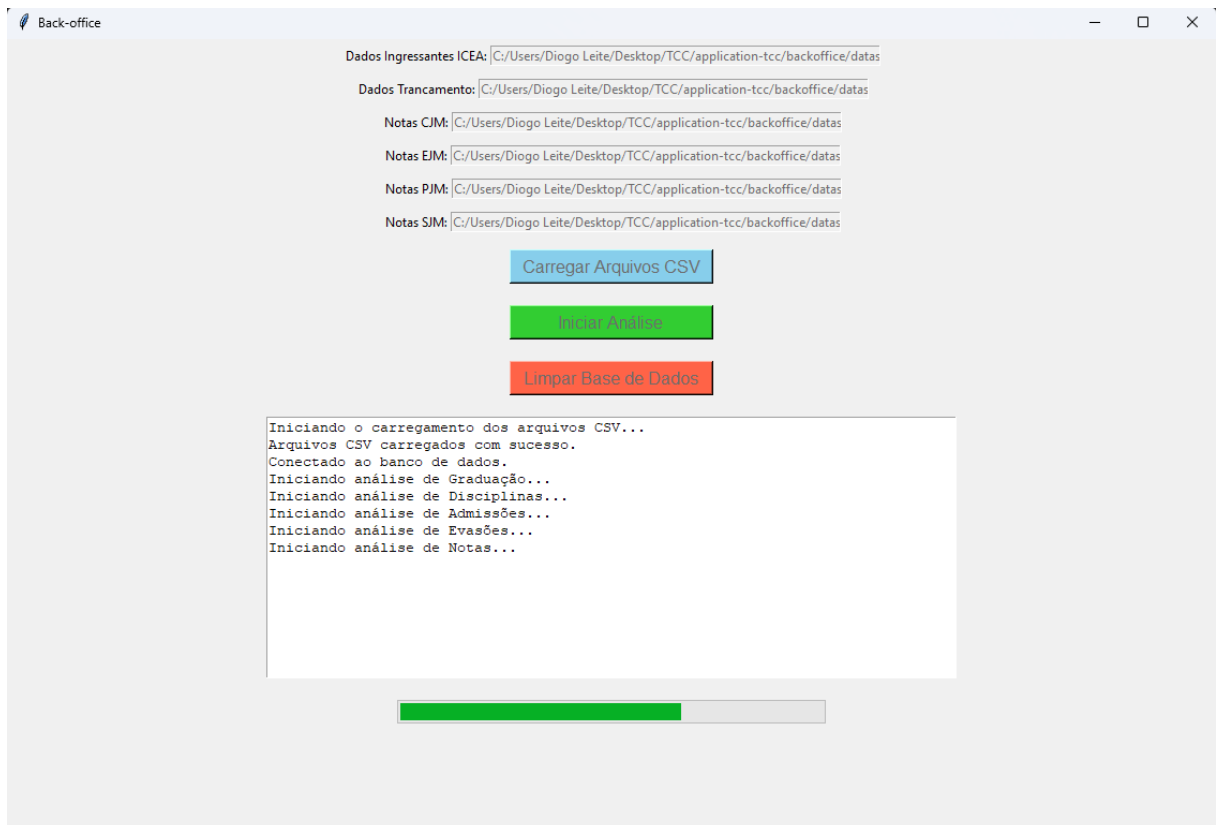 Back-office
Dados Ingressantes ICEA: C:/Users/Diogo Leite/Desktop/TCC/application-tcc/backoffice/datas
Dados Trancamento: C:/Users/Diogo Leite/Desktop/TCC/application-tcc/backoffice/datas
Notas CJM: C:/Users/Diogo Leite/Desktop/TCC/application-tcc/backoffice/datas
Notas EJM: C:/Users/Diogo Leite/Desktop/TCC/application-tcc/backoffice/datas
Notas PJM: C:/Users/Diogo Leite/Desktop/TCC/application-tcc/backoffice/datas
Notas SJM: C:/Users/Diogo Leite/Desktop/TCC/application-tcc/backoffice/datas
Carregar Arquivos CSV
Iniciar Análise
Limpar Base de Dados
Iniciando o carregamento dos arquivos CSV...
Arquivos CSV carregados com sucesso.
Conectado ao banco de dados.
Iniciando análise de Graduação...
Iniciando análise de Disciplinas...
Iniciando análise de Admissões...
Iniciando análise de Evasões...
Iniciando análise de Notas...